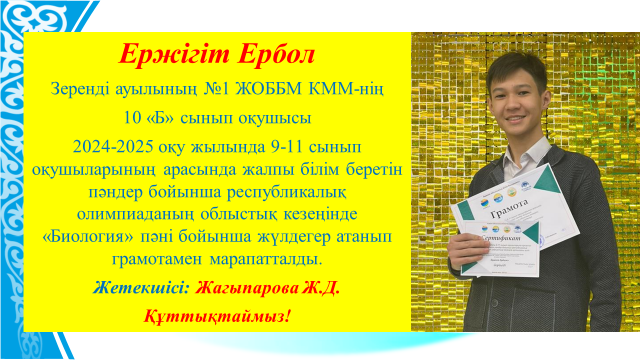 Ержігіт Ербол
Зеренді ауылының №1 ЖОББМ КММ-нің
10 «Б» сынып оқушысы
2024-2025 оқу жылында 9-11 сынып
оқушыларының арасында жалпы білім беретін
пәндер бойынша республикалық
олимпиаданың облыстық кезеңінде
«Биология» пәні бойынша жүлдегер атанып
грамотамен марапатталды.
Жетекшісі: Жагыпарова Ж.Д.
Құттықтаймыз!
Грамота
Сертификат